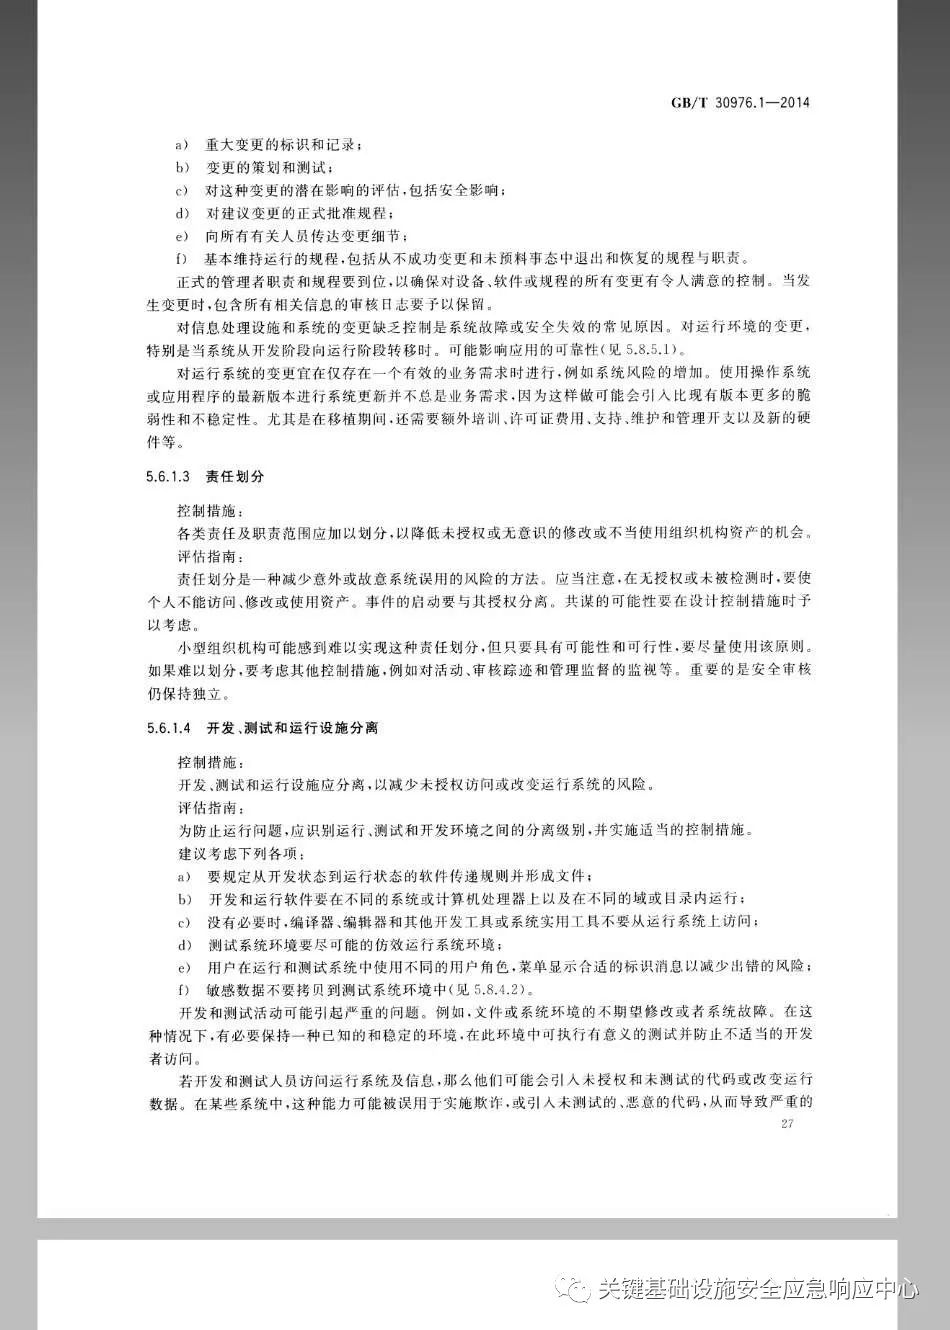 GB/T 30976.1—2014
a) 重大变更的标识和记录;
b) 变更的策划和测试;
c) 对这种变更的潜在影响的评估,包括安全影响;
d) 对建议变更的正式批准规程;
e) 向所有有关人员传达变更细节;
f) 基本维持运行的规程,包括从不成功变更和未预料事态中退出和恢复的规程与职责。
正式的管理者职责和规程要到位,以确保对设备、软件或规程的所有变更有令人满意的控制。当发
生变更时,包含所有相关信息的审核日志要予以保留。
对信息处理设施和系统的变更缺乏控制是系统故障或安全失效的常见原因。对运行环境的变更,
特别是当系统从开发阶段向运行阶段转移时。可能影响应用的可靠性(见 5.8.5.1)。
对运行系统的变更宜在仅存在一个有效的业务需求时进行,例如系统风险的增加。使用操作系统
或应用程序的最新版本进行系统更新并不总是业务需求,因为这样做可能会引入比现有版本更多的脆
弱性和不稳定性。尤其是在移植期间,还需要额外培训、许可证费用、支持、维护和管理开支以及新的硬
件等。
5.6.1.3 责任划分
控制措施:
各类责任及职责范围应加以划分,以降低未授权或无意识的修改或不当使用组织机构资产的机会。
评估指南:
责任划分是一种减少意外或故意系统误用的风险的方法。应当注意,在无授权或未被检测时,要使
个人不能访问、修改或使用资产。事件的启动要与其授权分离。共谋的可能性要在设计控制措施时予
以考虑。
小型组织机构可能感到难以实现这种责任划分,但只要具有可能性和可行性,要尽量使用该原则。
如果难以划分,要考虑其他控制措施,例如对活动、审核踪迹和管理监督的监视等。重要的是安全审核
仍保持独立。
5.6.1.4 开发、测试和运行设施分离
控制措施:
开发、测试和运行设施应分离,以减少未授权访问或改变运行系统的风险。
评估指南:
为防止运行问题,应识别运行、测试和开发环境之间的分离级别,并实施适当的控制措施。
建议考虑下列各项:
a) 要规定从开发状态到运行状态的软件传递规则并形成文件;
b) 开发和运行软件要在不同的系统或计算机处理器上以及在不同的域或目录内运行;
c) 没有必要时,编译器、编辑器和其他开发工具或系统实用工具不要从运行系统上访问;
d) 测试系统环境要尽可能的仿效运行系统环境;
e) 用户在运行和测试系统中使用不同的用户角色,菜单显示合适的标识消息以减少出错的风险;
f) 敏感数据不要拷贝到测试系统环境中(见 5.8.4.2)。
开发和测试活动可能引起严重的问题。例如,文件或系统环境的不期望修改或者系统故障。在这
种情况下,有必要保持一种已知的和稳定的环境,在此环境中可执行有意义的测试并防止不适当的开发
者访问。
若开发和测试人员访问运行系统及信息,那么他们可能会引入未授权和未测试的代码或改变运行
数据。在某些系统中,这种能力可能被误用于实施欺诈,或引入未测试的、恶意的代码,从而导致严重的
27
关键基础设施安全应急响应中心